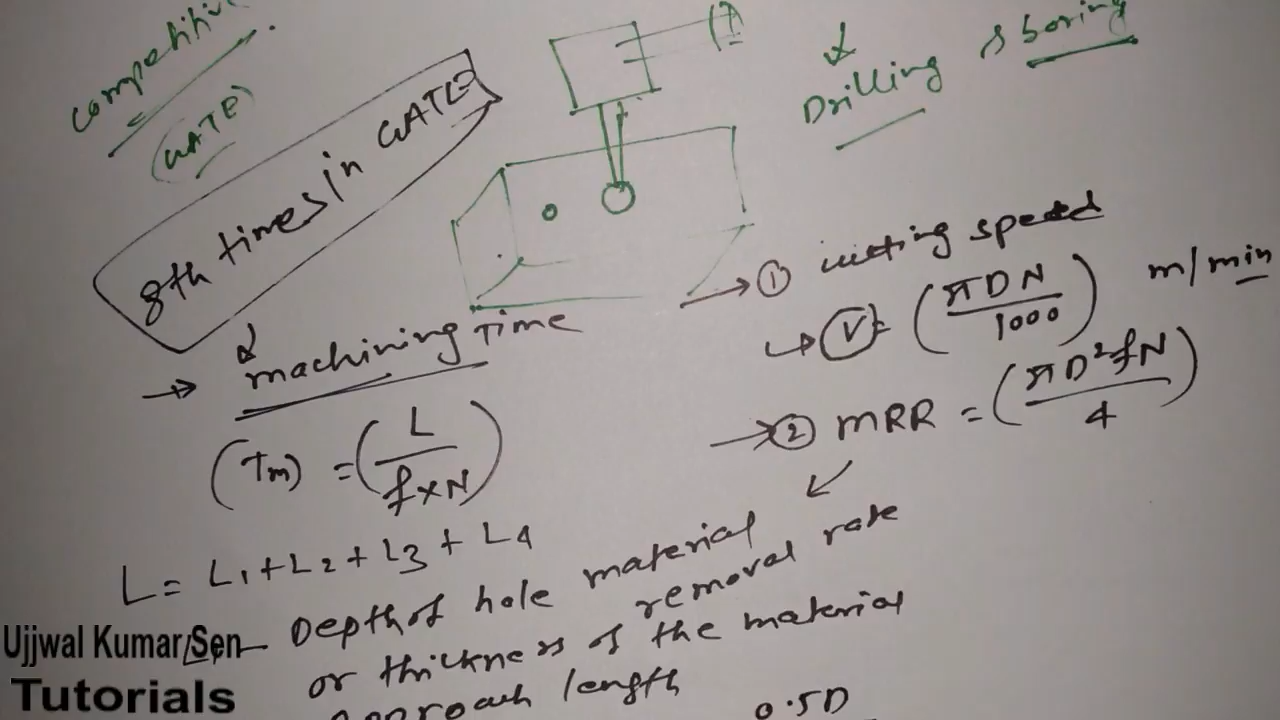 competitiv
(GATE)
8th times in GATE
(T)
Drilling & boring
→ machining Time
(Tm) = (L / f×N)
L = L1 + L2 + L3 + L4
→ ① cutting speed
↳ Ⓥ = (πDN / 1000) m/min
→ ② MRR = (πD²fN / 4)
material
removal rate
L1 — Depth of hole
or thickness of the material
Approach length
0.5D
Ujjwal Kumar Sen
Tutorials